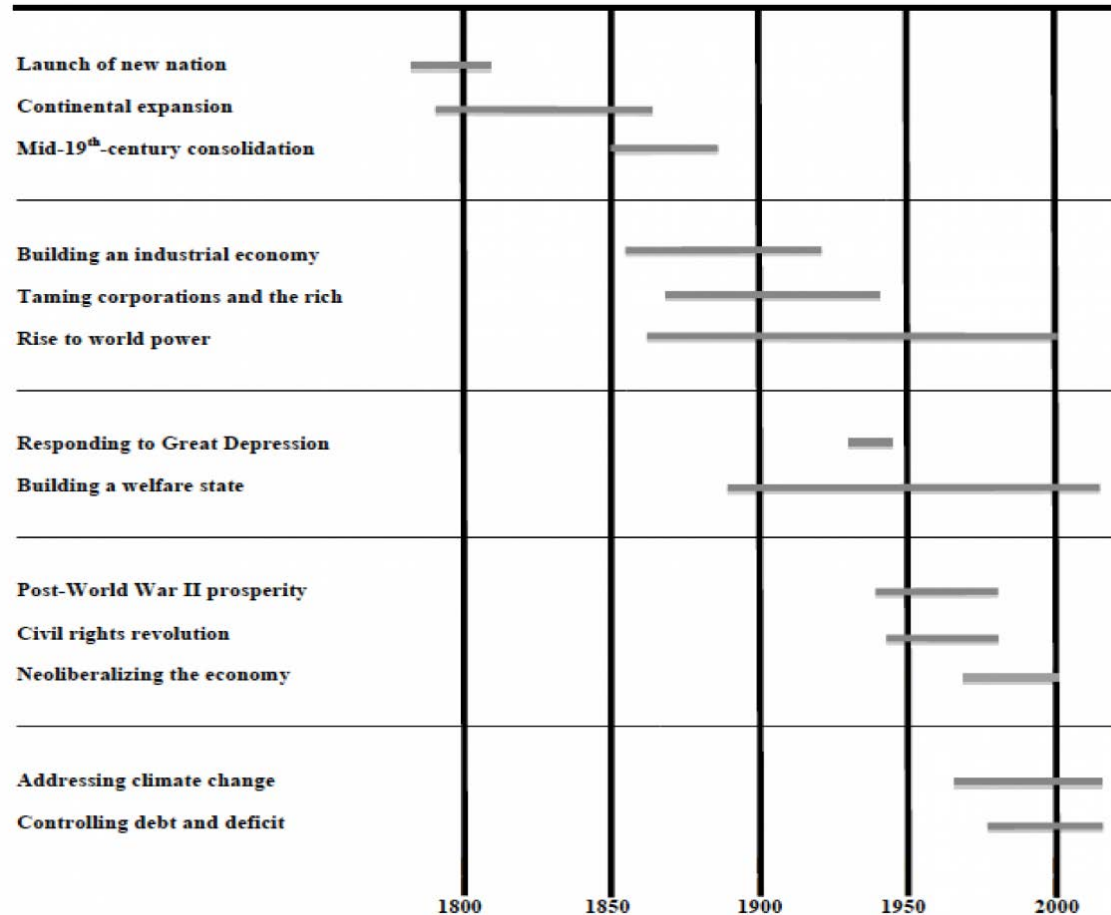 Launch of new nation
Continental expansion
Mid-19th-century consolidation
Building an industrial economy
Taming corporations and the rich
Rise to world power
Responding to Great Depression
Building a welfare state
Post-World War II prosperity
Civil rights revolution
Neoliberalizing the economy
Addressing climate change
Controlling debt and deficit
1800 1850 1900 1950 2000